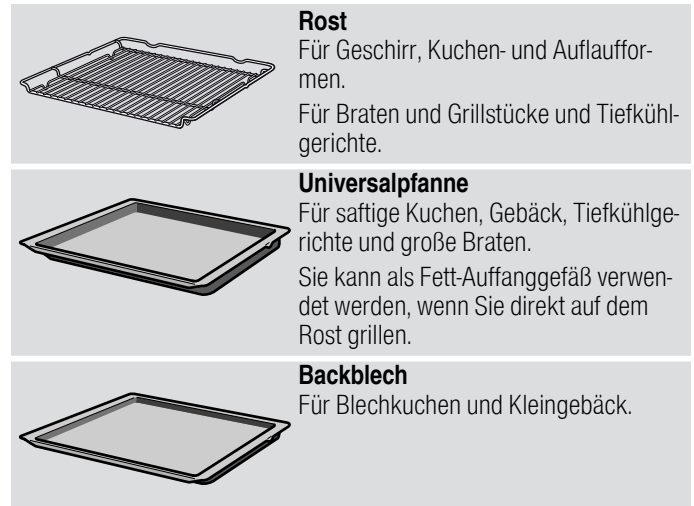 Rost
Für Geschirr, Kuchen- und Auflauffor-
men.
Für Braten und Grillstücke und Tiefkühl-
gerichte.
Universalpfanne
Für saftige Kuchen, Gebäck, Tiefkühlge-
richte und große Braten.
Sie kann als Fett-Auffanggefäß verwen-
det werden, wenn Sie direkt auf dem
Rost grillen.
Backblech
Für Blechkuchen und Kleingebäck.